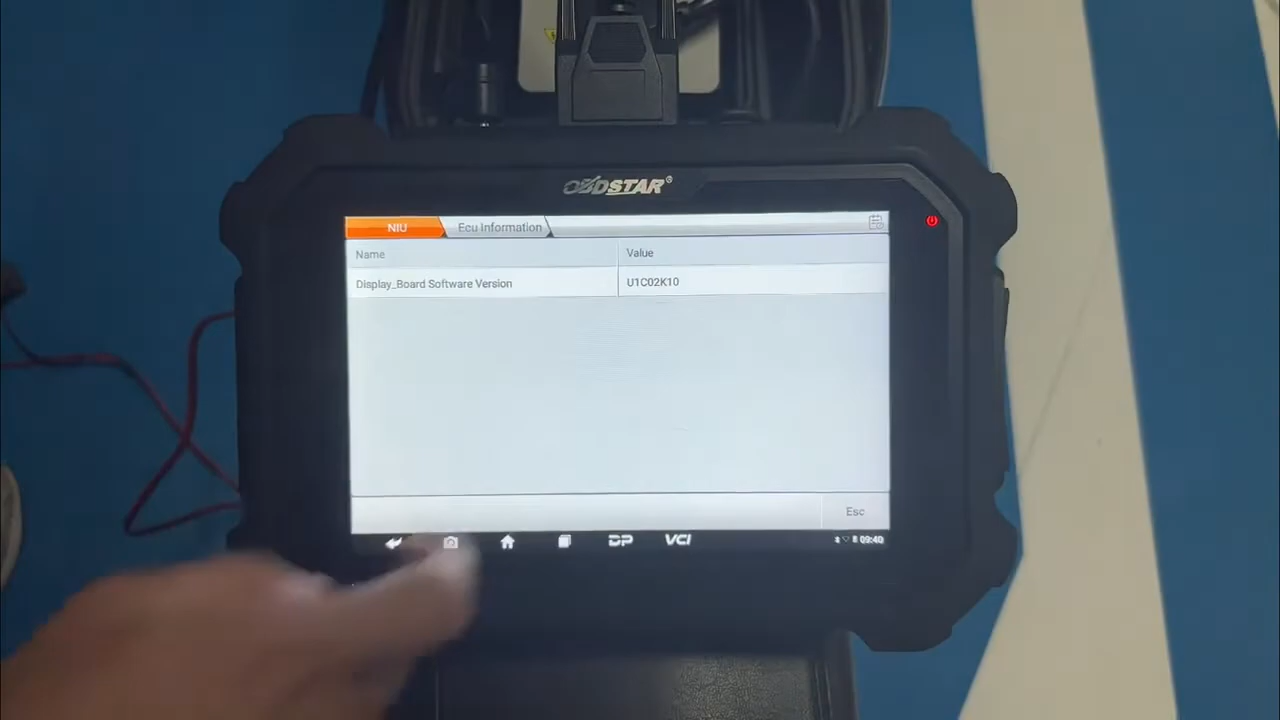 OBDSTAR®
NIU Ecu Information
Name Value
Display_Board Software Version U1C02K10
Esc
DP VCI 09:40